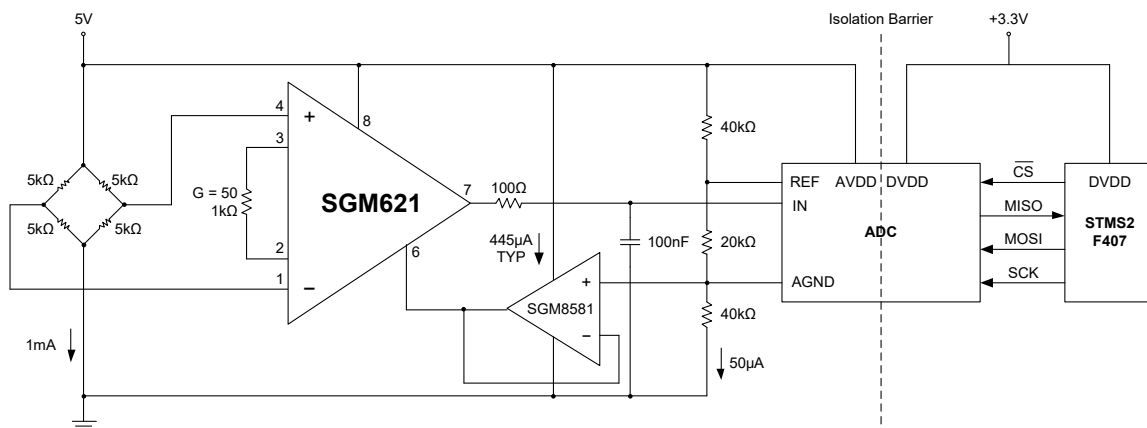 5V
Isolation Barrier
+3.3V
4
+
8
3
40kΩ
5kΩ
5kΩ
G = 50
1kΩ
SGM621
7
100Ω
REF
AVDD
DVDD
IN
CS
DVDD
MISO
STMS2
F407
5kΩ
5kΩ
2
6
445µA
TYP
100nF
20kΩ
ADC
MOSI
SCK
1
−
+
SGM8581
−
AGND
40kΩ
1mA
50µA